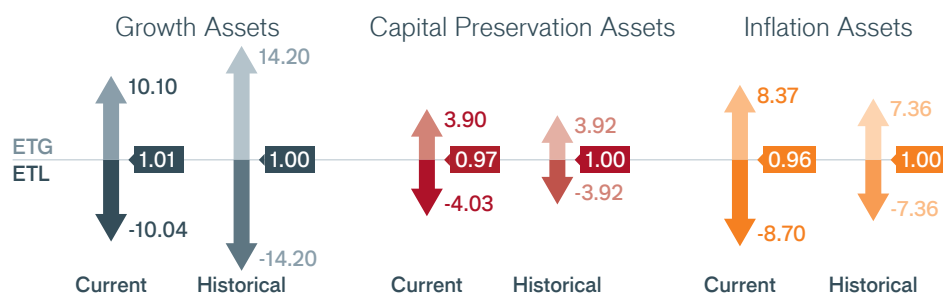 Growth Assets
Capital Preservation Assets
Inflation Assets
14.20
10.10
8.37
7.36
3.90
3.92
ETG
1.01
1.00
0.97
1.00
0.96
1.00
ETL
-4.03
-3.92
-7.36
-10.04
-8.70
-14.20
Current
Historical
Current
Historical
Current
Historical